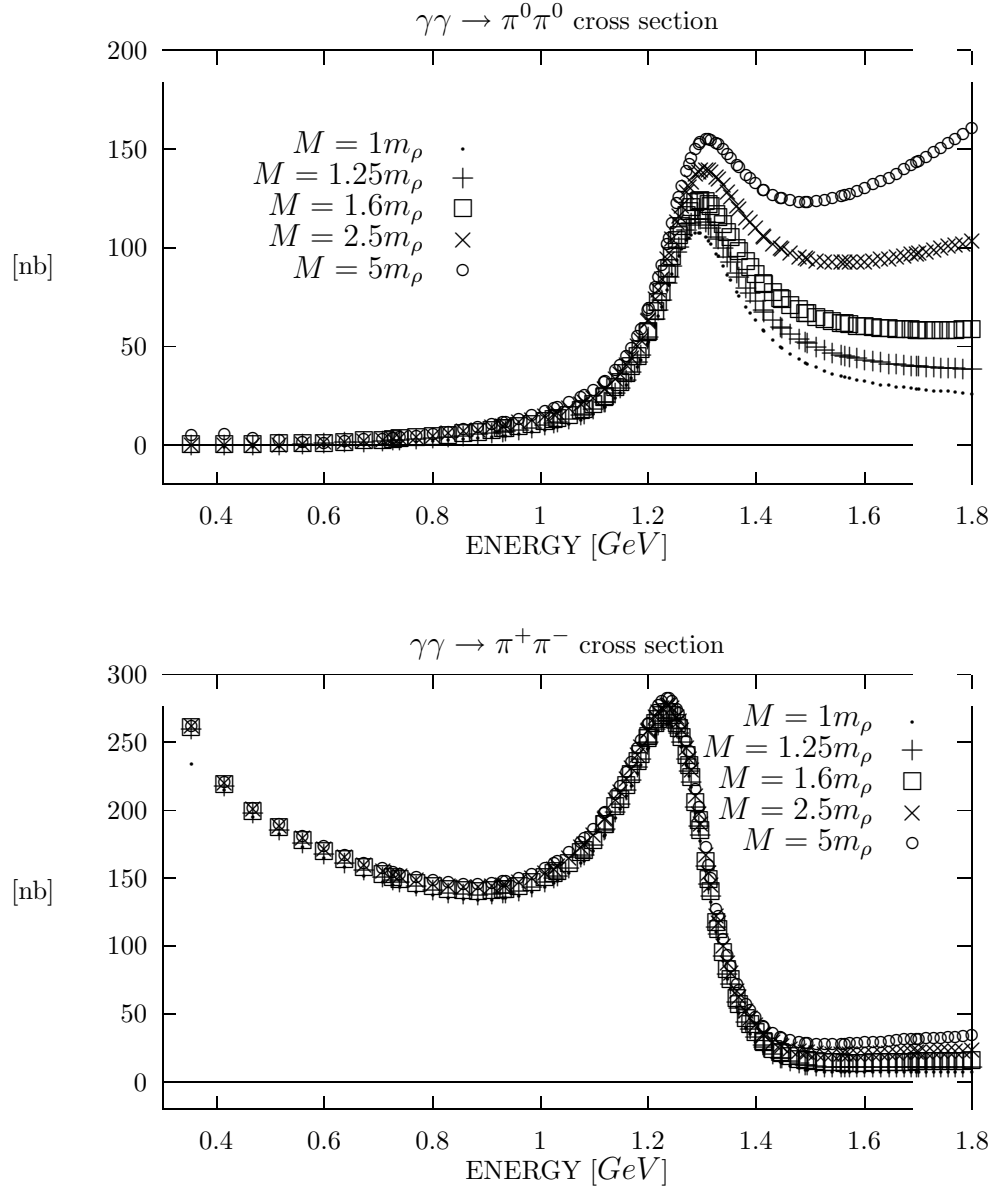 γγ → π⁰π⁰ cross section
200
150
100
50
0
[nb]
M = 1m_ρ
M = 1.25m_ρ
M = 1.6m_ρ
M = 2.5m_ρ
M = 5m_ρ
0.4 0.6 0.8 1 1.2 1.4 1.6 1.8
ENERGY [GeV]
γγ → π⁺π⁻ cross section
300
250
200
150
100
50
0
[nb]
M = 1m_ρ
M = 1.25m_ρ
M = 1.6m_ρ
M = 2.5m_ρ
M = 5m_ρ
0.4 0.6 0.8 1 1.2 1.4 1.6 1.8
ENERGY [GeV]